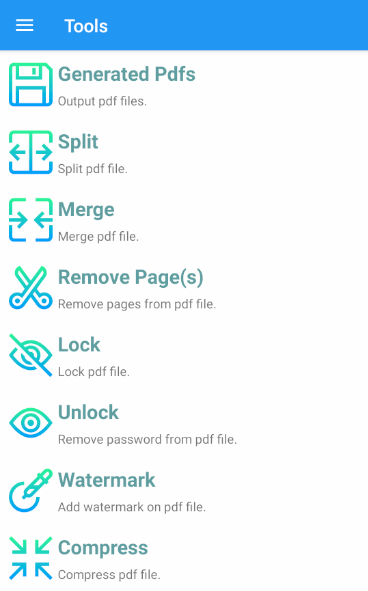 Tools
Generated Pdfs
Output pdf files.
Split
Split pdf file.
Merge
Merge pdf file.
Remove Page(s)
Remove pages from pdf file.
Lock
Lock pdf file.
Unlock
Remove password from pdf file.
Watermark
Add watermark on pdf file.
Compress
Compress pdf file.